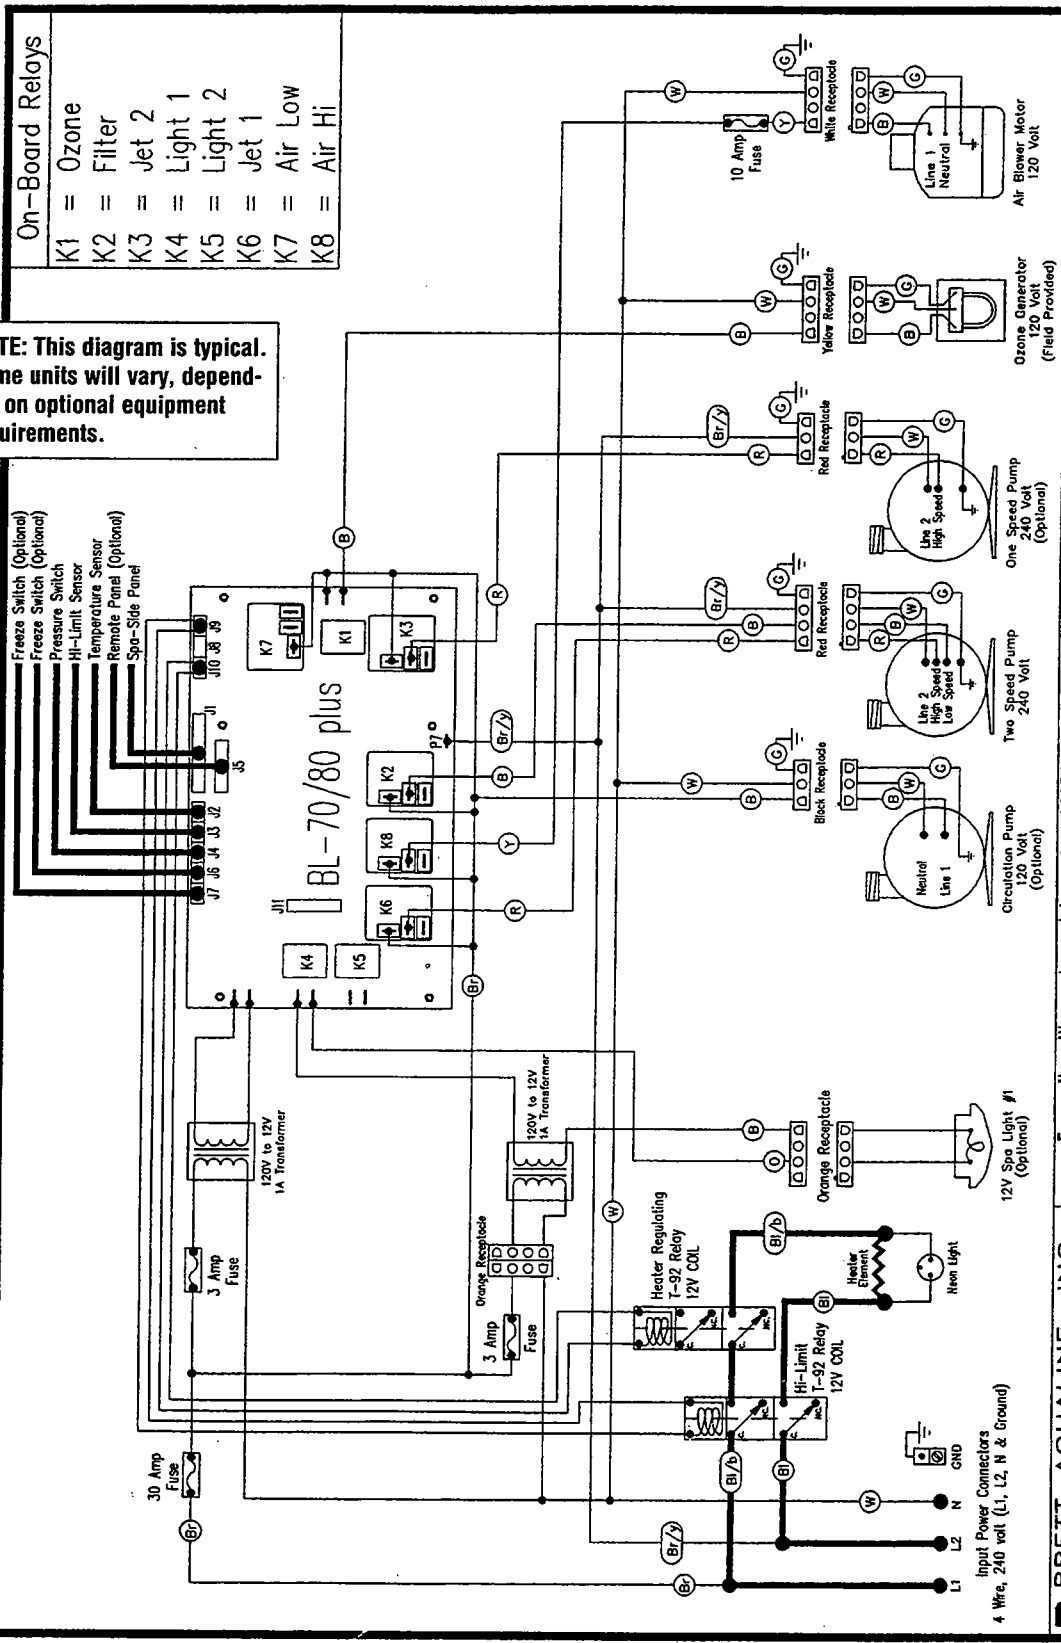 On-Board Relays
K1 = Ozone
K2 = Filter
K3 = Jet 2
K4 = Light 1
K5 = Light 2
K6 = Jet 1
K7 = Air Low
K8 = Air Hi
TE: This diagram is typical.
me units will vary, depend-
on optional equipment
uirements.
Freeze Switch (Optional)
Freeze Switch (Optional)
Pressure Switch
Hi-Limit Sensor
Temperature Sensor
Remote Panel (Optional)
Spa-Side Panel
J7
J6
J4
J3
J2
J5
J1
J10
J8
J9
J11
BL-70/80 plus
K4
K5
K6
K8
K2
P7
K7
K1
K3
B
R
Br/y
B
Y
R
Br
120V to 12V
1A Transformer
3 Amp
Fuse
30 Amp
Fuse
Br
120V to 12V
1A Transformer
Orange Receptacle
3 Amp
Fuse
W
Heater Regulating
T-92 Relay
12V COIL
C.
N.C.
C.
N.C.
Hi-Limit
T-92 Relay
12V COIL
C.
N.C.
C.
N.C.
Bl/b
Bl
Heater
Element
Neon Light
Bl/b
Bl
Br/y
Br
W
GND
N
L2
L1
Input Power Connectors
4 Wire, 240 volt (L1, L2, N & Ground)
O
B
Orange Receptacle
12V Spa Light #1
(Optional)
B
W
G
Black Receptacle
B
W
G
Neutral
Line 1
Circulation Pump
120 Volt
(Optional)
R
B
Br/y
G
Red Receptacle
R
B
W
G
Line 2
High Speed
Low Speed
Two Speed Pump
240 Volt
R
Br/y
G
Red Receptacle
R
W
G
Line 2
High Speed
One Speed Pump
240 Volt
(Optional)
B
W
G
Yellow Receptacle
B
W
G
Ozone Generator
120 Volt
(Field Provided)
10 Amp
Fuse
Y
W
G
White Receptacle
B
W
G
Line 1
Neutral
Air Blower Motor
120 Volt